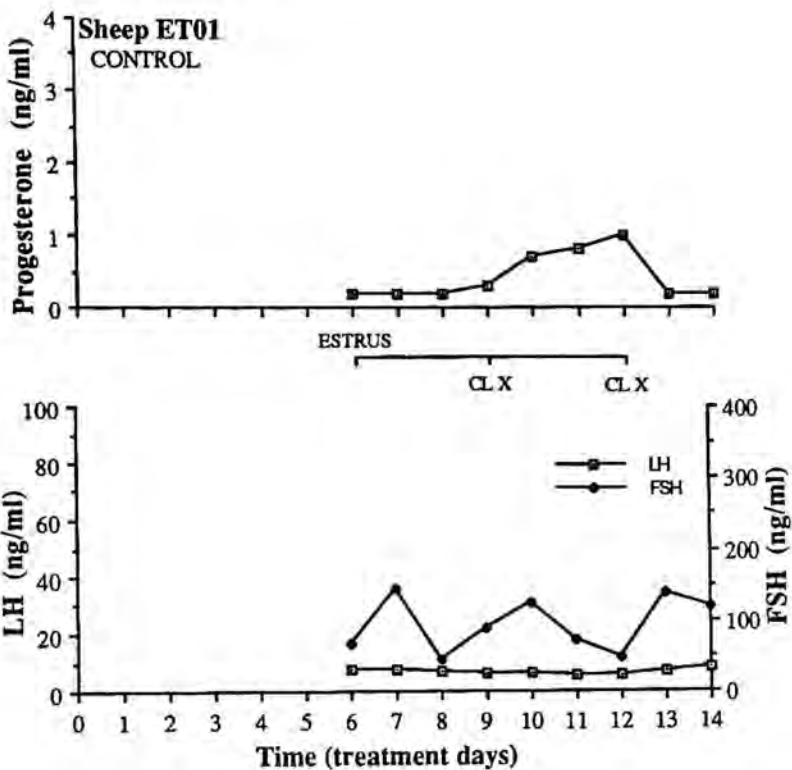 Sheep ET01
CONTROL
Progesterone (ng/ml)
4
3
2
1
0
ESTRUS
CL X
CL X
LH (ng/ml)
100
80
60
40
20
0
FSH (ng/ml)
400
300
200
100
0
LH
FSH
0 1 2 3 4 5 6 7 8 9 10 11 12 13 14
Time (treatment days)